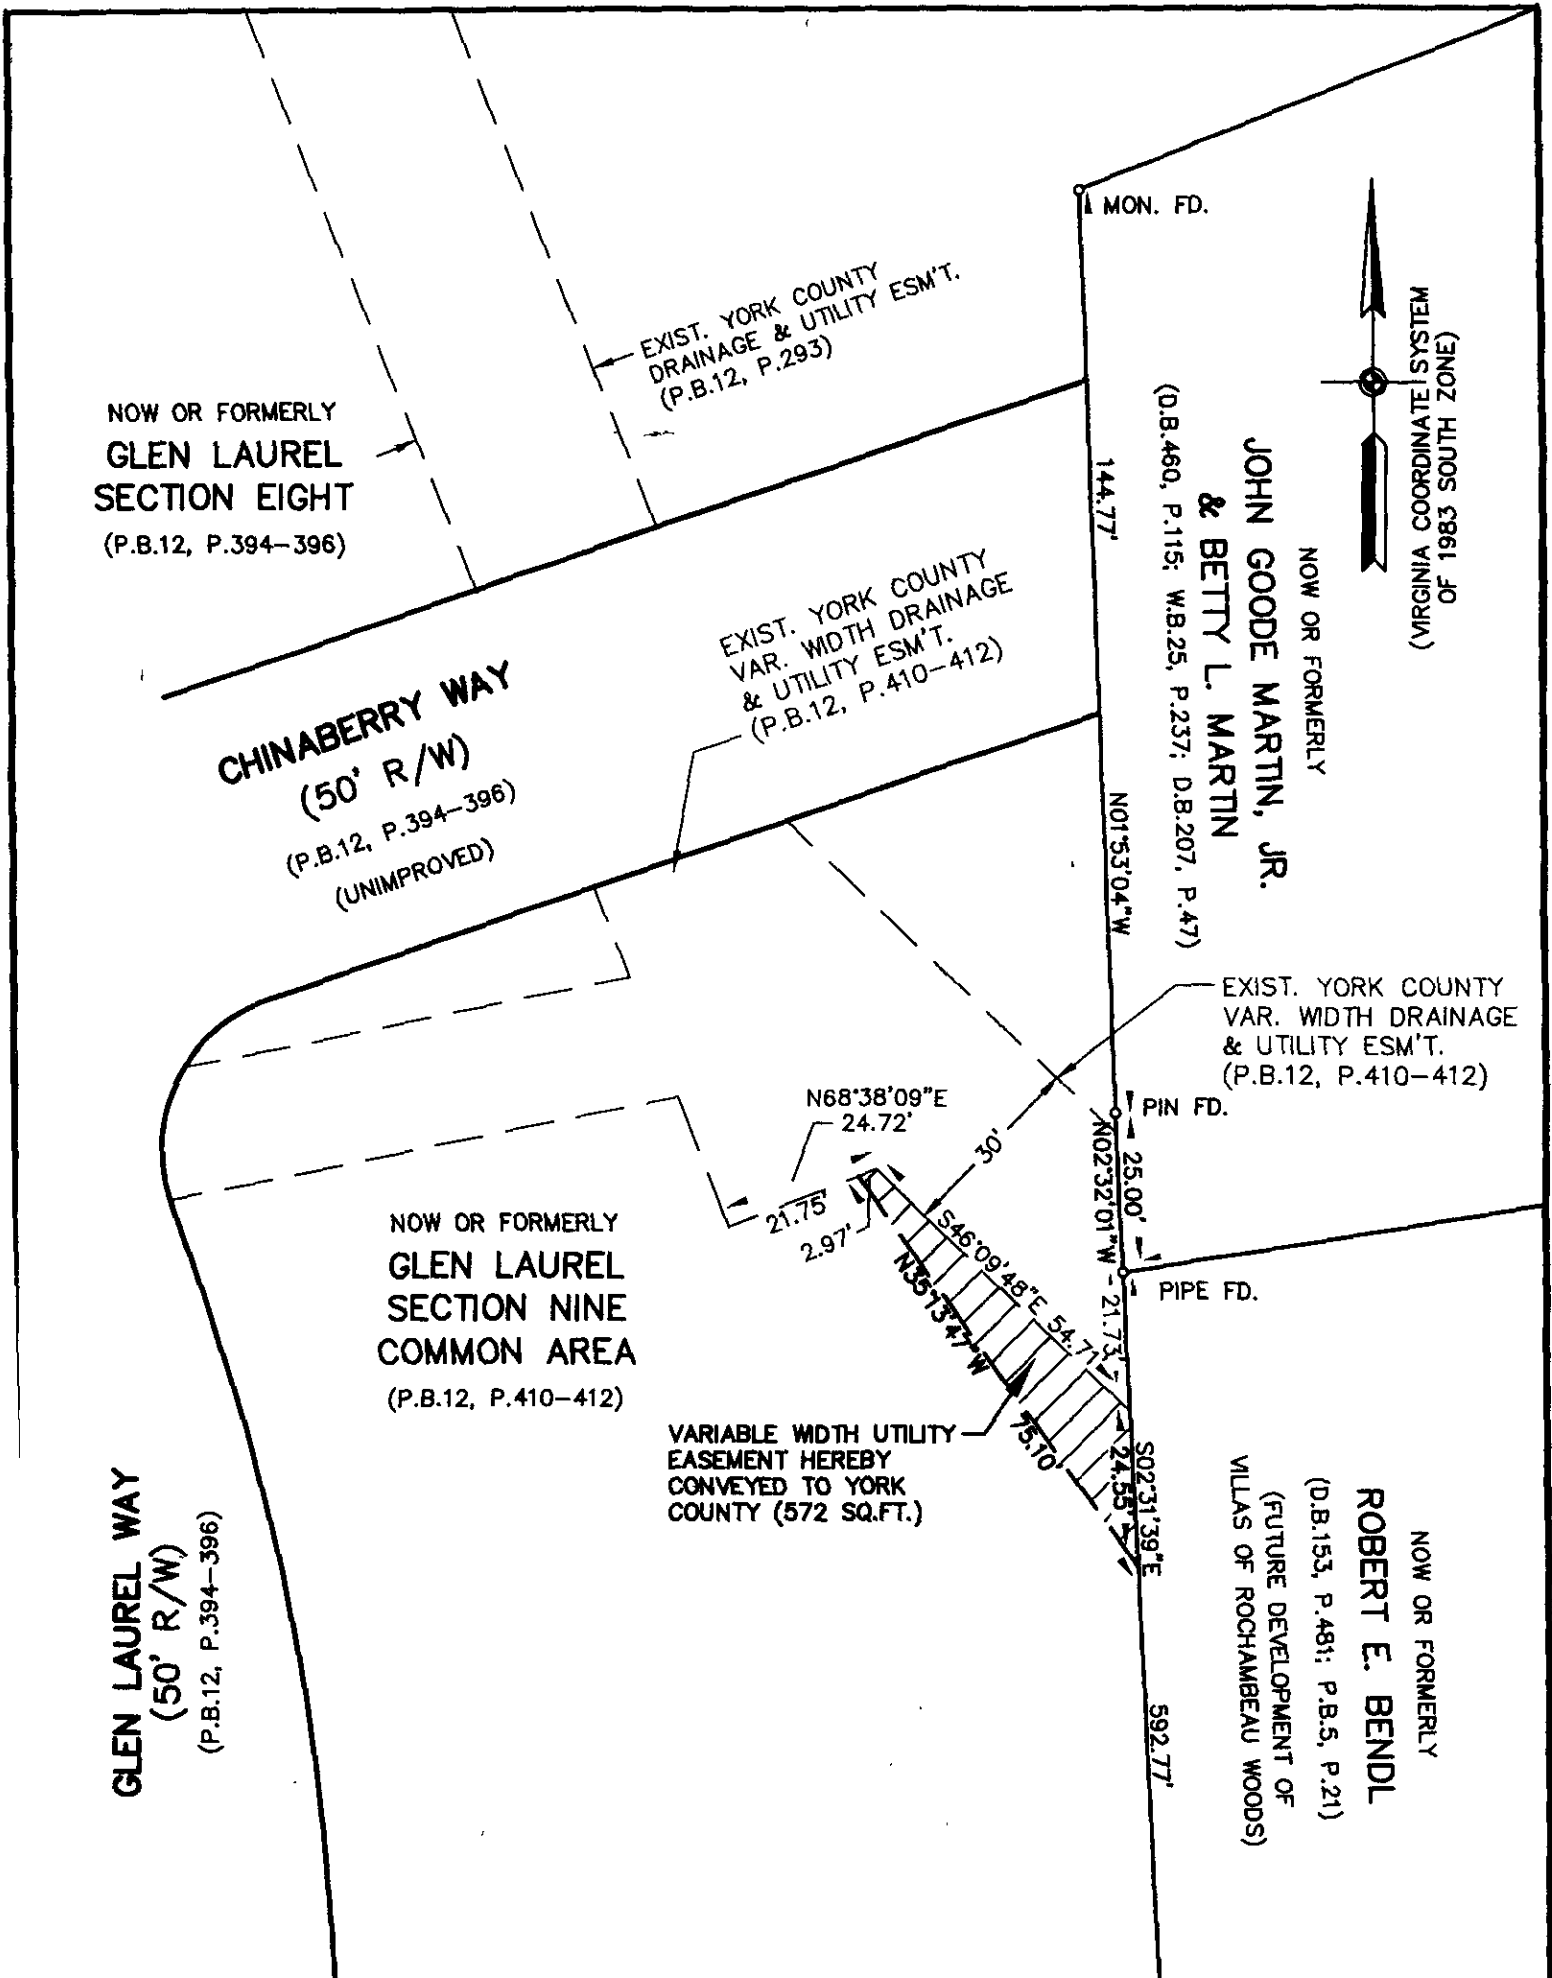 MON. FD.
(VIRGINIA COORDINATE SYSTEM
OF 1983 SOUTH ZONE)
EXIST. YORK COUNTY
DRAINAGE & UTILITY ESM'T.
(P.B.12, P.293)
NOW OR FORMERLY
GLEN LAUREL
SECTION EIGHT
(P.B.12, P.394-396)
144.77'
NOW OR FORMERLY
JOHN GOODE MARTIN, JR.
& BETTY L. MARTIN
(D.B.460, P.115; W.B.25, P.237; D.B.207, P.47)
EXIST. YORK COUNTY
VAR. WIDTH DRAINAGE
& UTILITY ESM'T.
(P.B.12, P.410-412)
CHINABERRY WAY
(50' R/W)
(P.B.12, P.394-396)
(UNIMPROVED)
N01°53'04"W
EXIST. YORK COUNTY
VAR. WIDTH DRAINAGE
& UTILITY ESM'T.
(P.B.12, P.410-412)
N68°38'09"E
24.72'
30'
PIN FD.
N02°32'01"W
25.00'
21.75'
2.97'
S46°09'48"E 54.71'
N35°13'47"W
75.10'
21.73'
PIPE FD.
NOW OR FORMERLY
GLEN LAUREL
SECTION NINE
COMMON AREA
(P.B.12, P.410-412)
VARIABLE WIDTH UTILITY
EASEMENT HEREBY
CONVEYED TO YORK
COUNTY (572 SQ.FT.)
24.55'
S02°31'39"E
592.77'
NOW OR FORMERLY
ROBERT E. BENDL
(D.B.153, P.481; P.B.5, P.21)
(FUTURE DEVELOPMENT OF
VILLAS OF ROCHAMBEAU WOODS)
GLEN LAUREL WAY
(50' R/W)
(P.B.12, P.394-396)